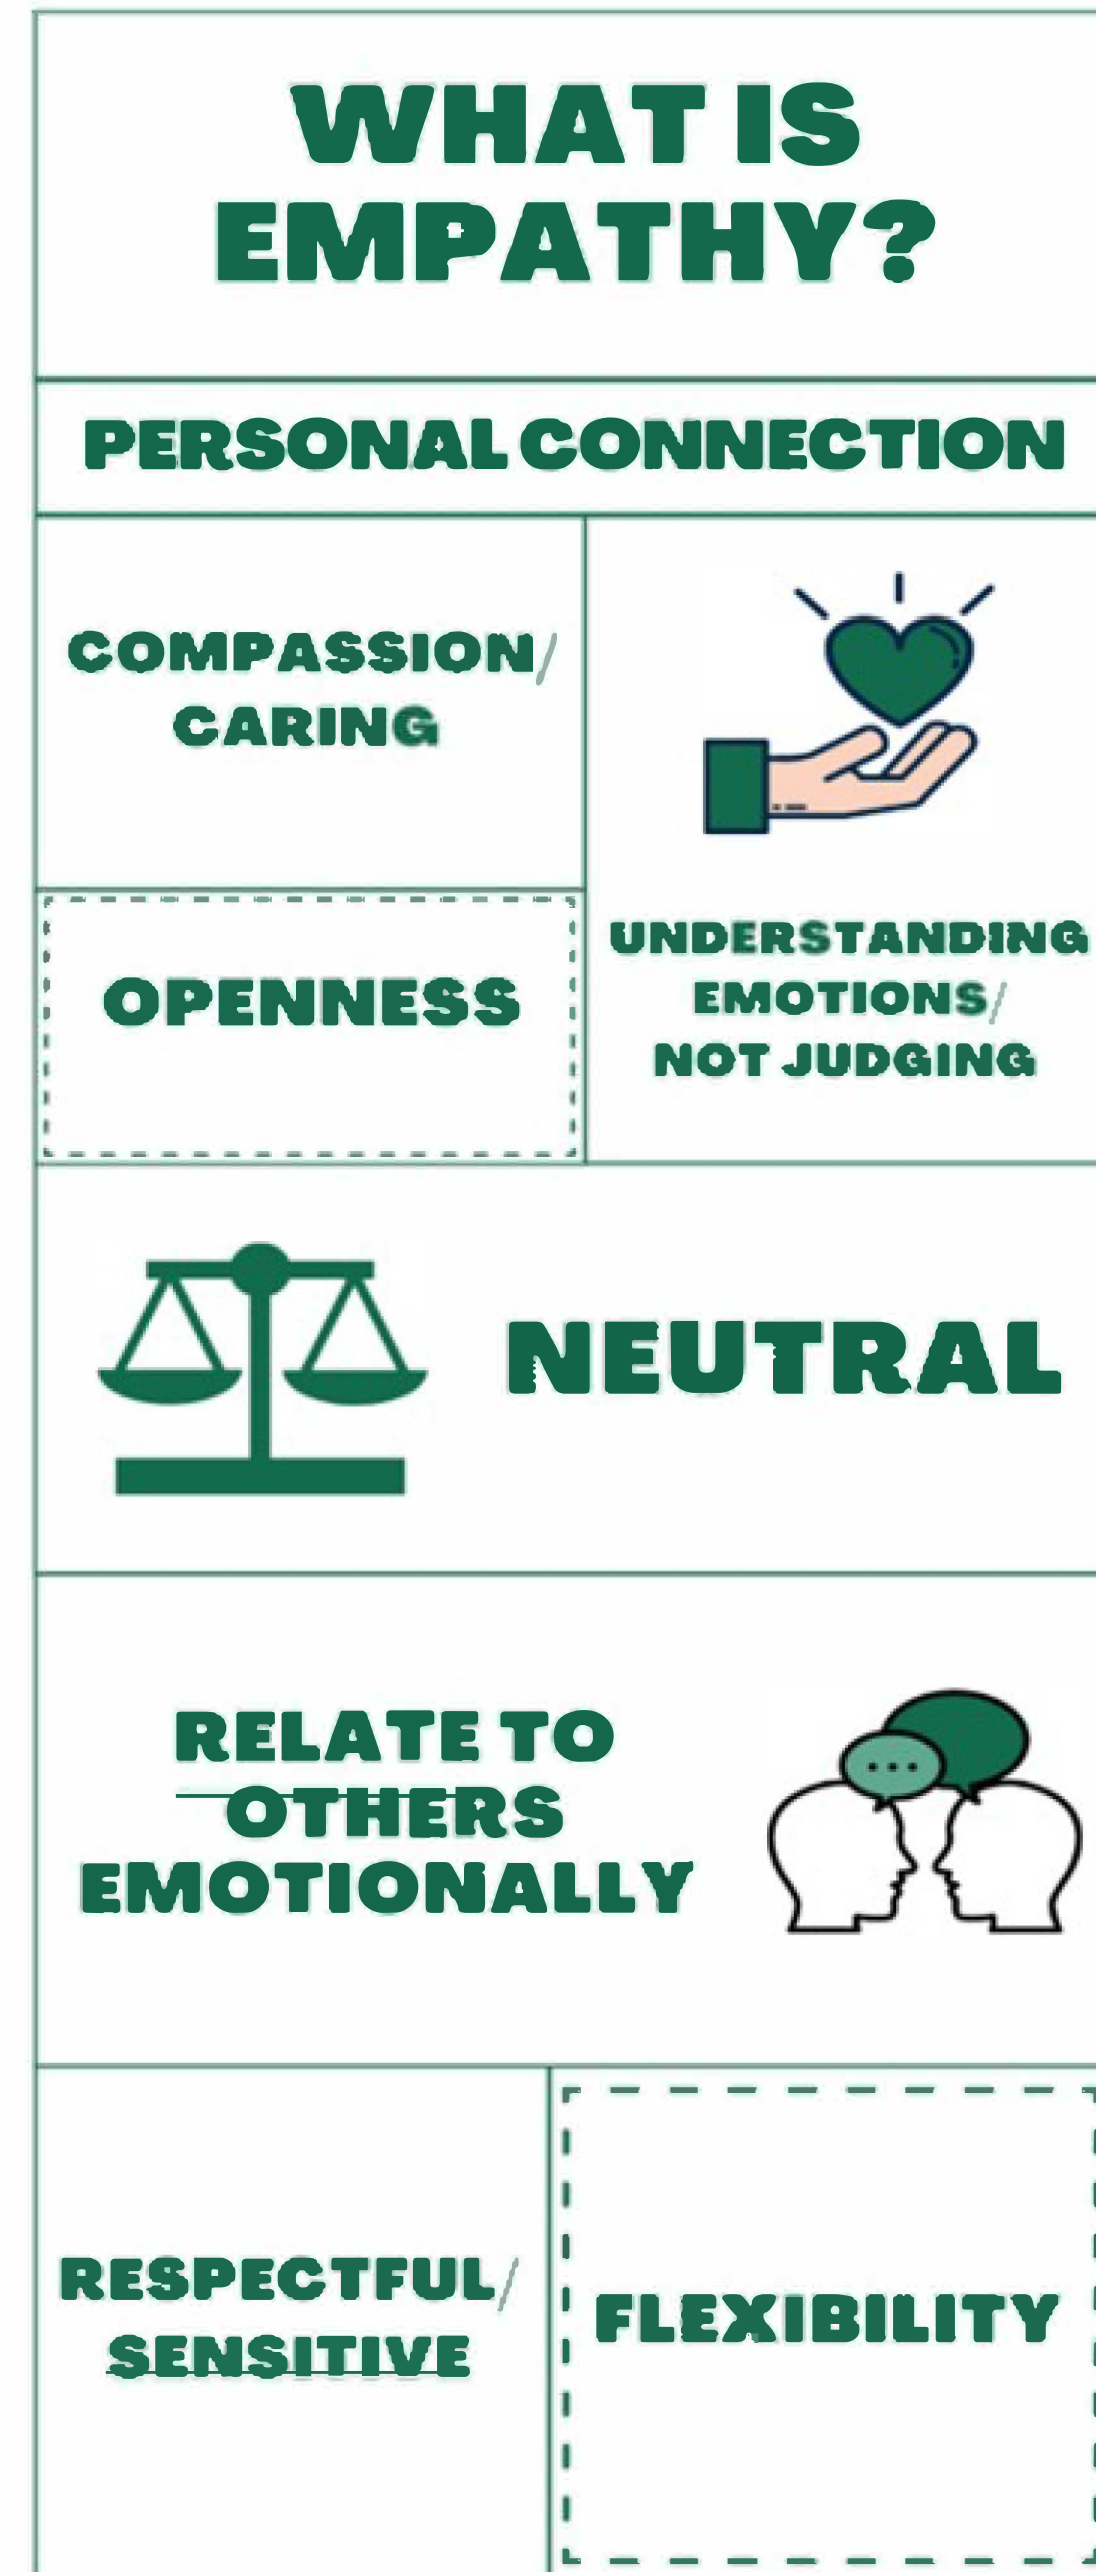 WHAT IS
EMPATHY?
PERSONAL CONNECTION
COMPASSION/
CARING
OPENNESS
UNDERSTANDING
EMOTIONS/
NOT JUDGING
NEUTRAL
RELATE TO
OTHERS
EMOTIONALLY
RESPECTFUL/
SENSITIVE
FLEXIBILITY